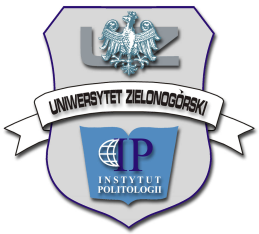 UZ
UNIWERSYTET ZIELONOGÓRSKI
IP
INSTYTUT
POLITOLOGII